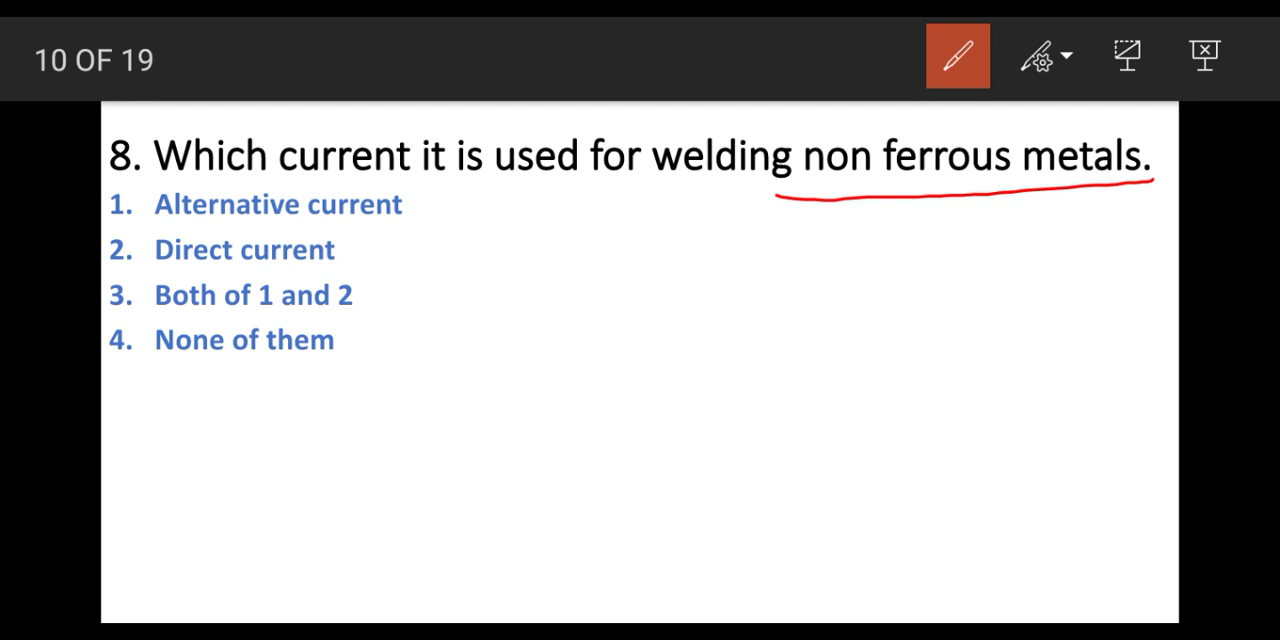 10 OF 19
8. Which current it is used for welding non ferrous metals.
1. Alternative current
2. Direct current
3. Both of 1 and 2
4. None of them